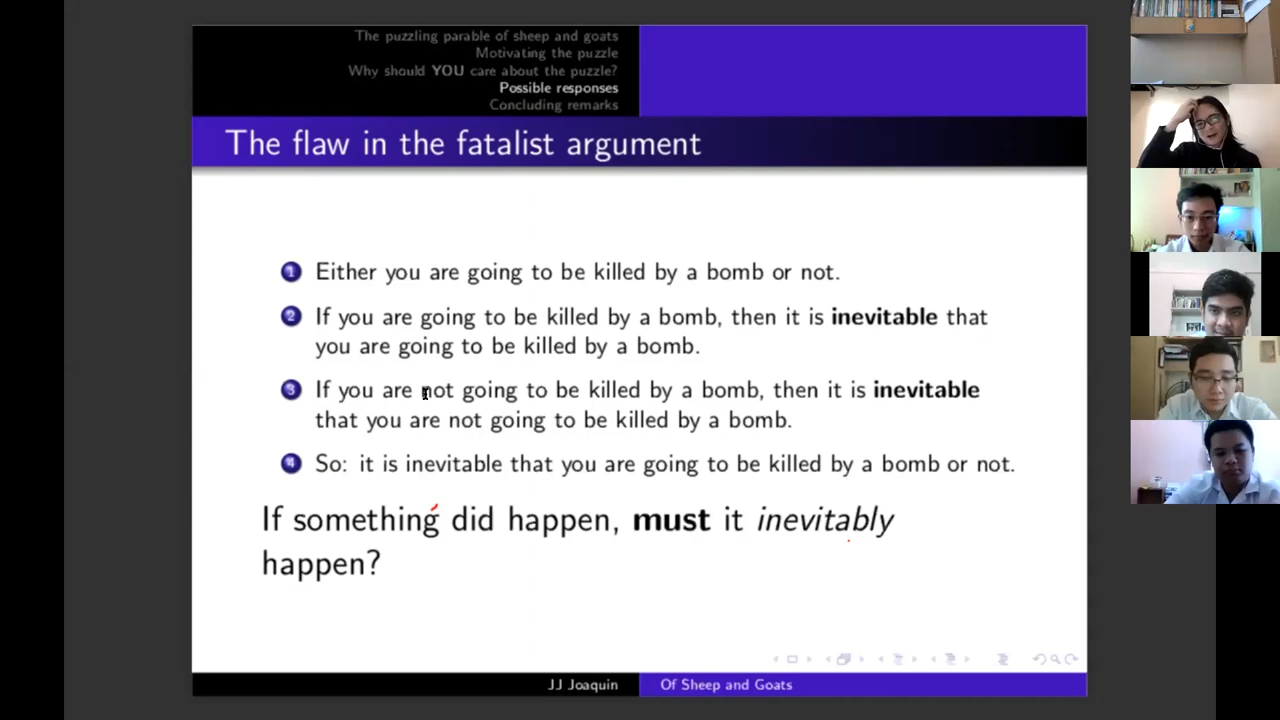 The puzzling parable of sheep and goats
Motivating the puzzle
Why should YOU care about the puzzle?
Possible responses
Concluding remarks
The flaw in the fatalist argument
1 Either you are going to be killed by a bomb or not.
2 If you are going to be killed by a bomb, then it is inevitable that
you are going to be killed by a bomb.
3 If you are not going to be killed by a bomb, then it is inevitable
that you are not going to be killed by a bomb.
4 So: it is inevitable that you are going to be killed by a bomb or not.
If something did happen, must it inevitably
happen?
JJ Joaquin
Of Sheep and Goats